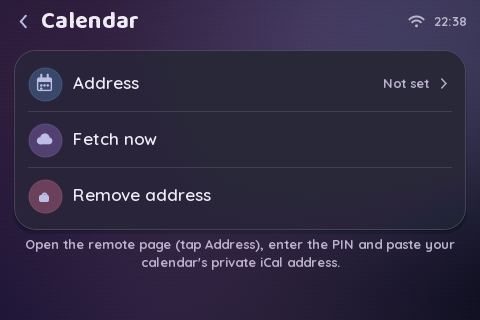 Calendar
22:38
Address
Not set
Fetch now
Remove address
Open the remote page (tap Address), enter the PIN and paste your
calendar's private iCal address.